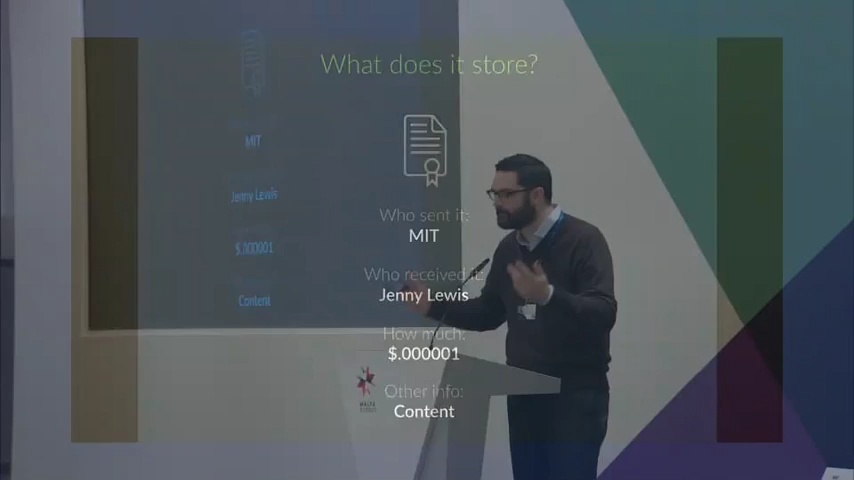 What does it store?
Who sent it:
MIT
Who received it:
Jenny Lewis
How much:
$.000001
Other info:
Content
MIT
Jenny Lewis
$.000001
Content
MALTA